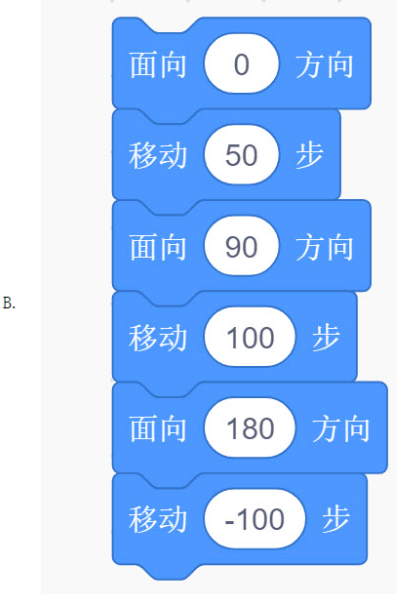 面向 0 方向
移动 50 步
面向 90 方向
B.
移动 100 步
面向 180 方向
移动 -100 步